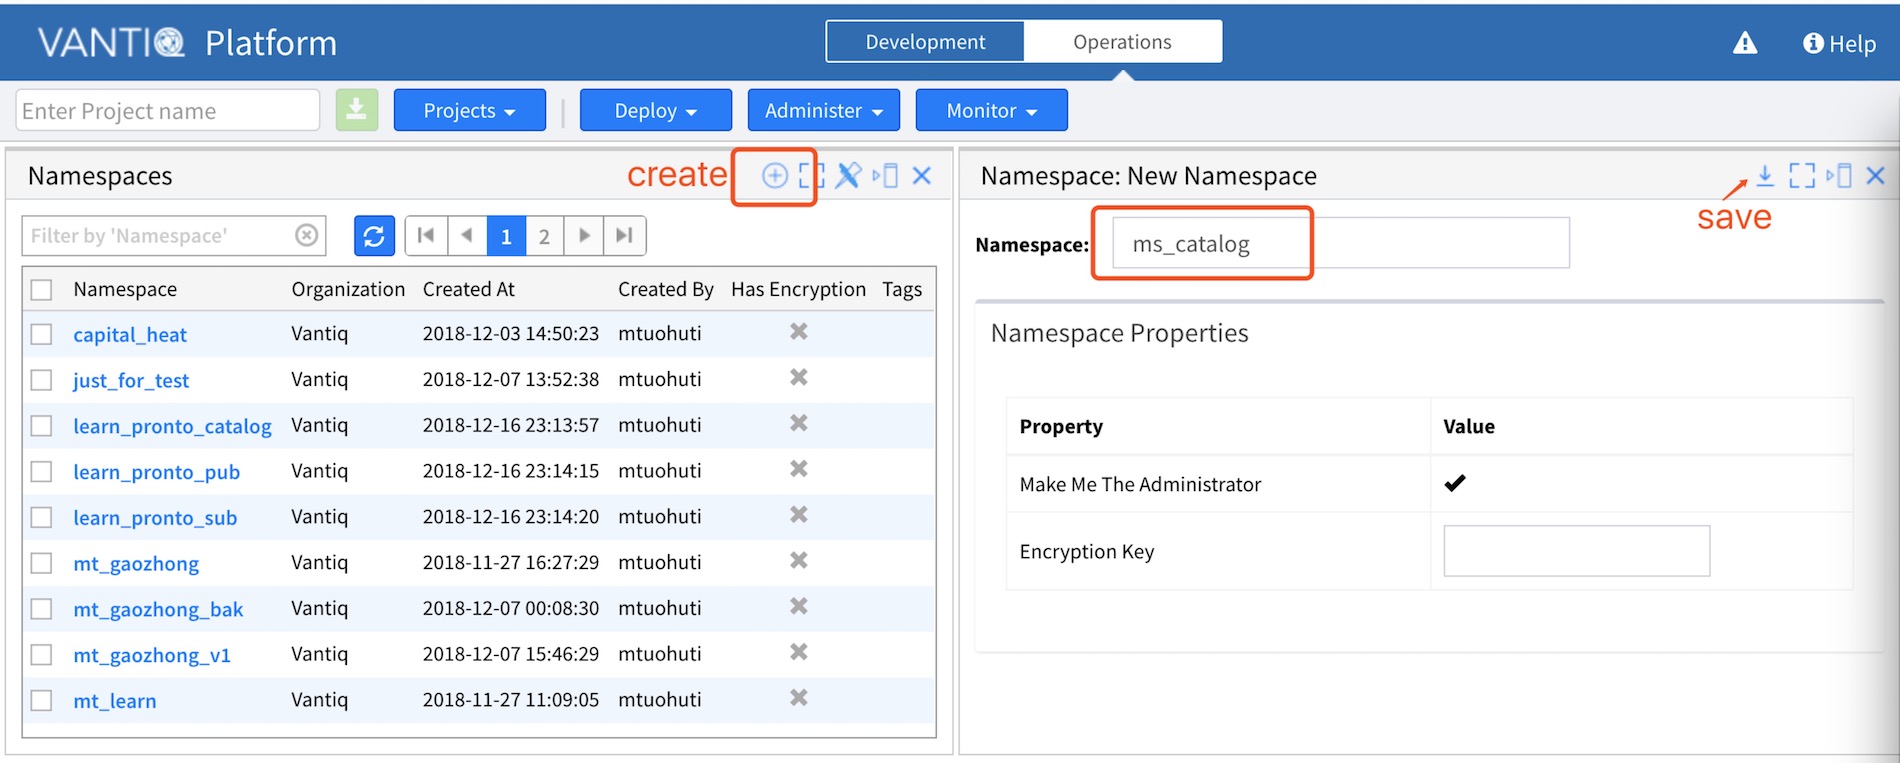 VANTIQ Platform
Development Operations
Help
Enter Project name Projects Deploy Administer Monitor
Namespaces create
Filter by 'Namespace' 1 2
Namespace Organization Created At Created By Has Encryption Tags
capital_heat Vantiq 2018-12-03 14:50:23 mtuohuti
just_for_test Vantiq 2018-12-07 13:52:38 mtuohuti
learn_pronto_catalog Vantiq 2018-12-16 23:13:57 mtuohuti
learn_pronto_pub Vantiq 2018-12-16 23:14:15 mtuohuti
learn_pronto_sub Vantiq 2018-12-16 23:14:20 mtuohuti
mt_gaozhong Vantiq 2018-11-27 16:27:29 mtuohuti
mt_gaozhong_bak Vantiq 2018-12-07 00:08:30 mtuohuti
mt_gaozhong_v1 Vantiq 2018-12-07 15:46:29 mtuohuti
mt_learn Vantiq 2018-11-27 11:09:05 mtuohuti
Namespace: New Namespace
save
Namespace: ms_catalog
Namespace Properties
Property Value
Make Me The Administrator
Encryption Key